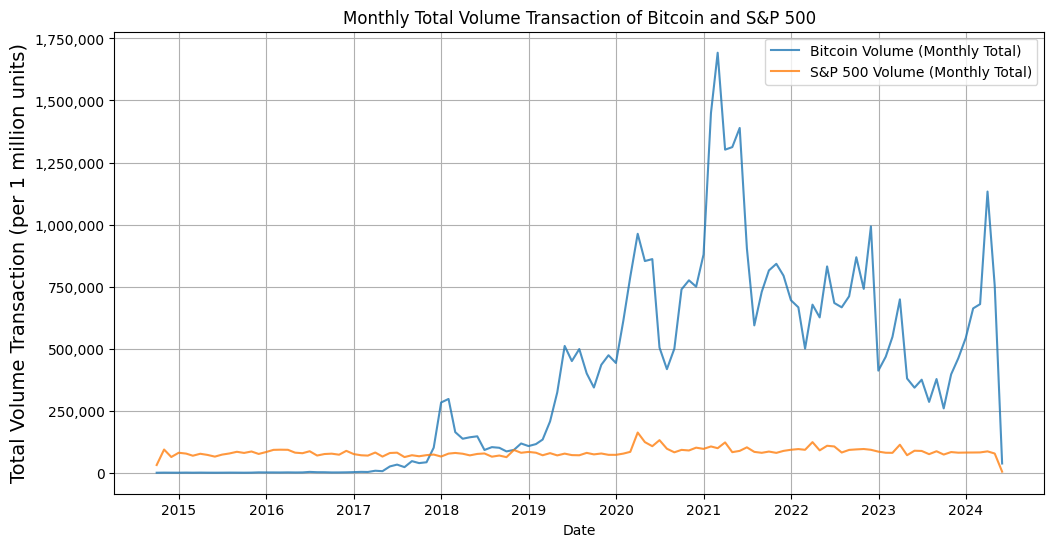 Monthly Total Volume Transaction of Bitcoin and S&P 500
Total Volume Transaction (per 1 million units)
1,750,000
1,500,000
1,250,000
1,000,000
750,000
500,000
250,000
0
Bitcoin Volume (Monthly Total)
S&P 500 Volume (Monthly Total)
2015 2016 2017 2018 2019 2020 2021 2022 2023 2024
Date